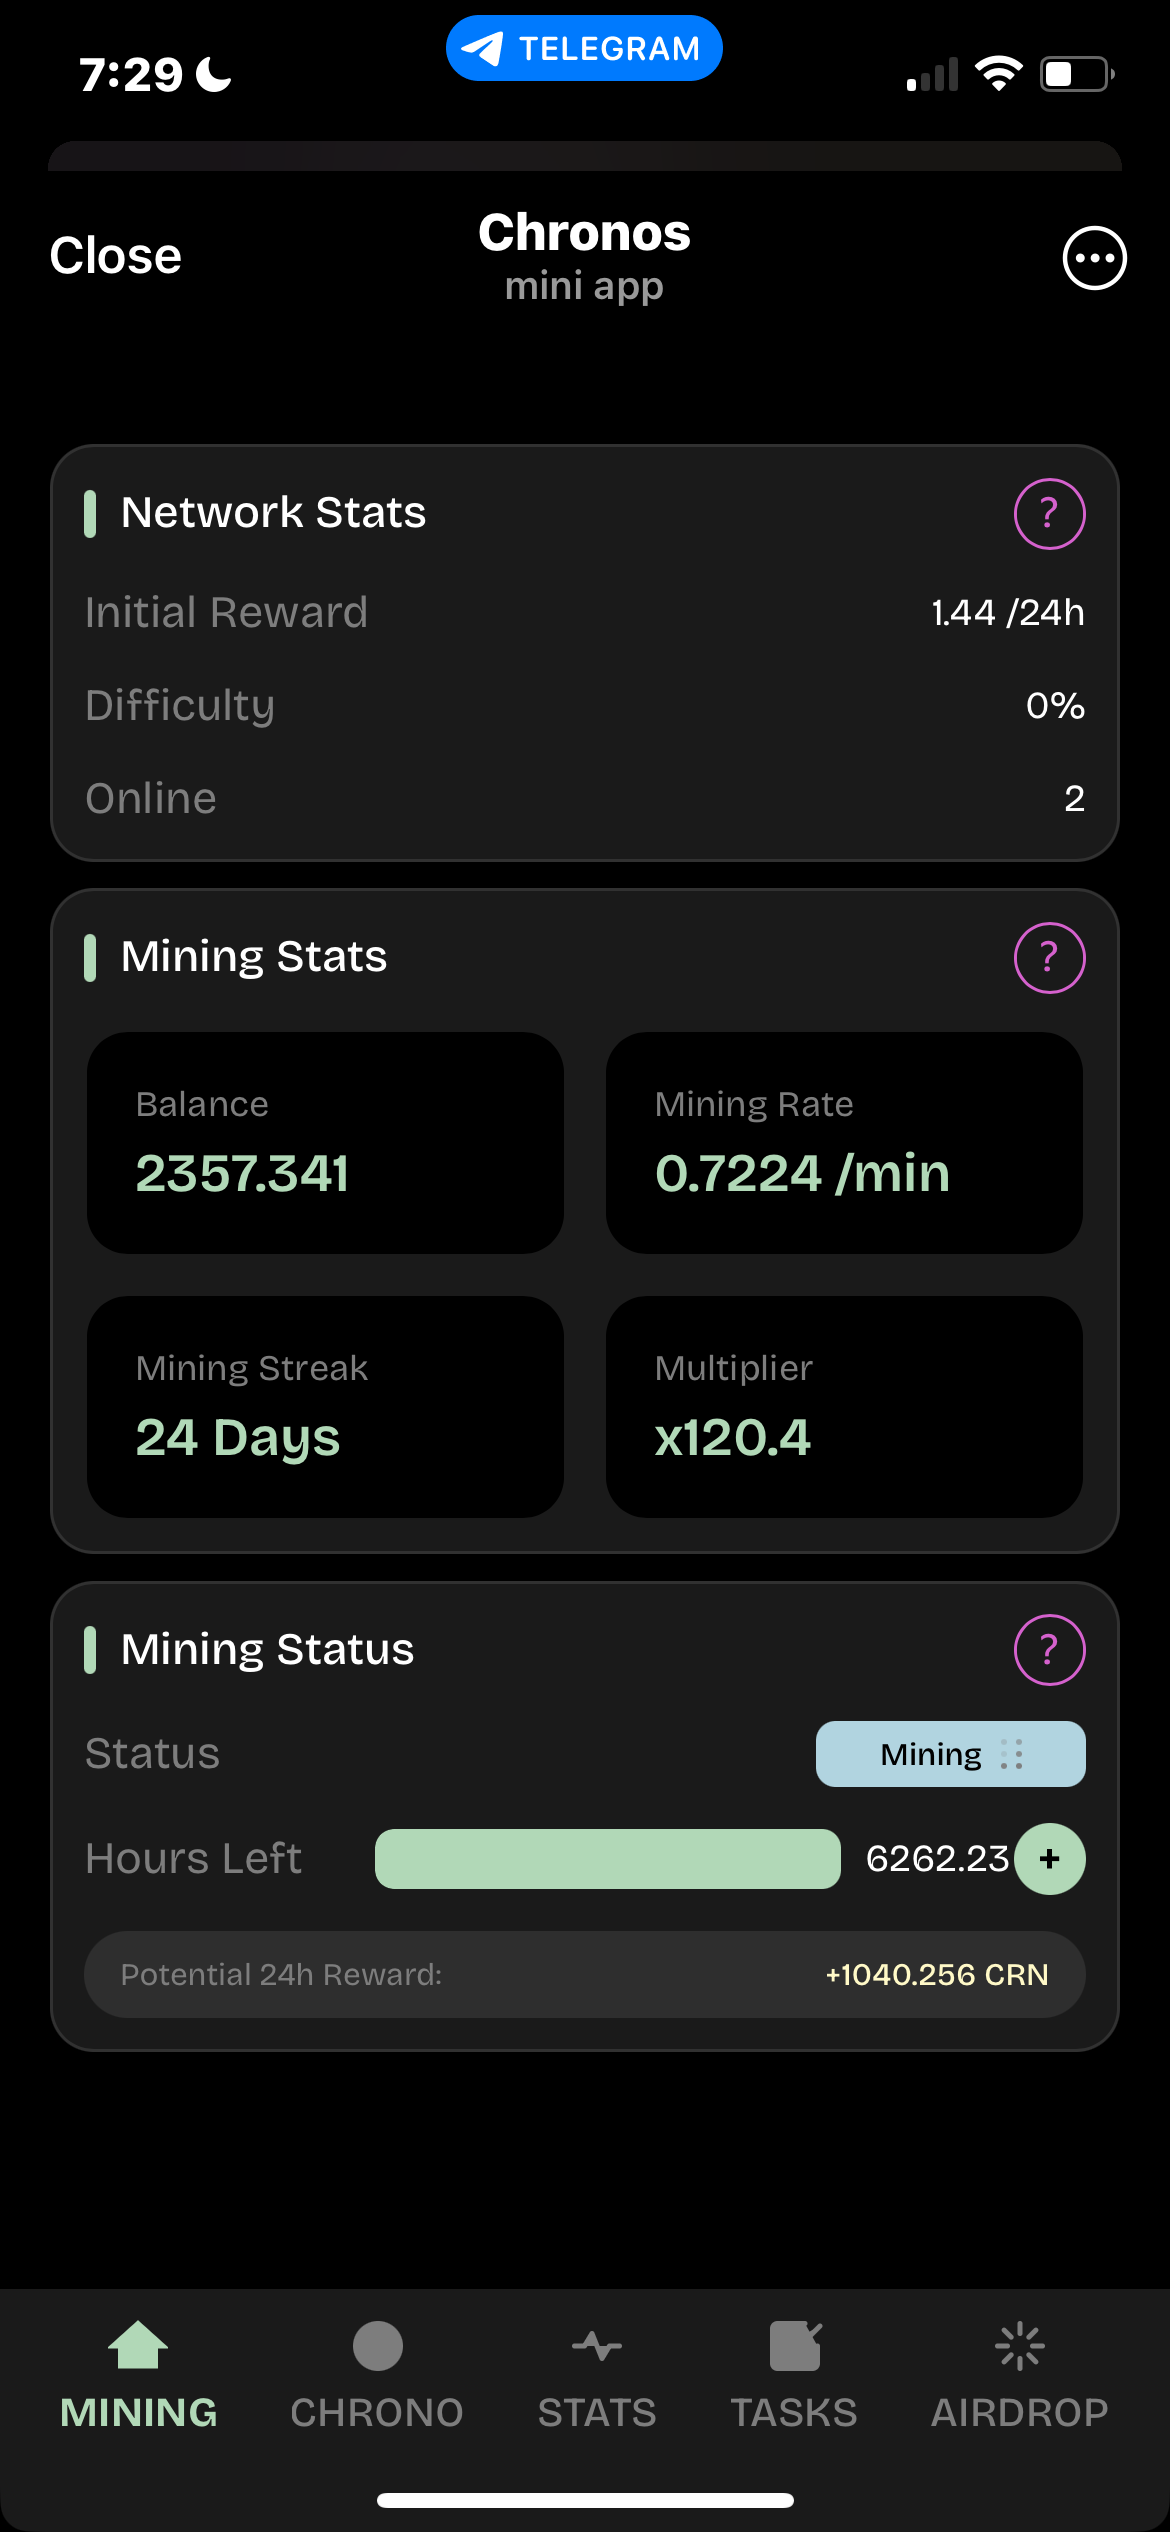 7:29
TELEGRAM
Close
Chronos
mini app
Network Stats
?
Initial Reward
1.44 /24h
Difficulty
0%
Online
2
Mining Stats
?
Balance
2357.341
Mining Rate
0.7224 /min
Mining Streak
24 Days
Multiplier
x120.4
Mining Status
?
Status
Mining
Hours Left
6262.23
+
Potential 24h Reward:
+1040.256 CRN
MINING
CHRONO
STATS
TASKS
AIRDROP